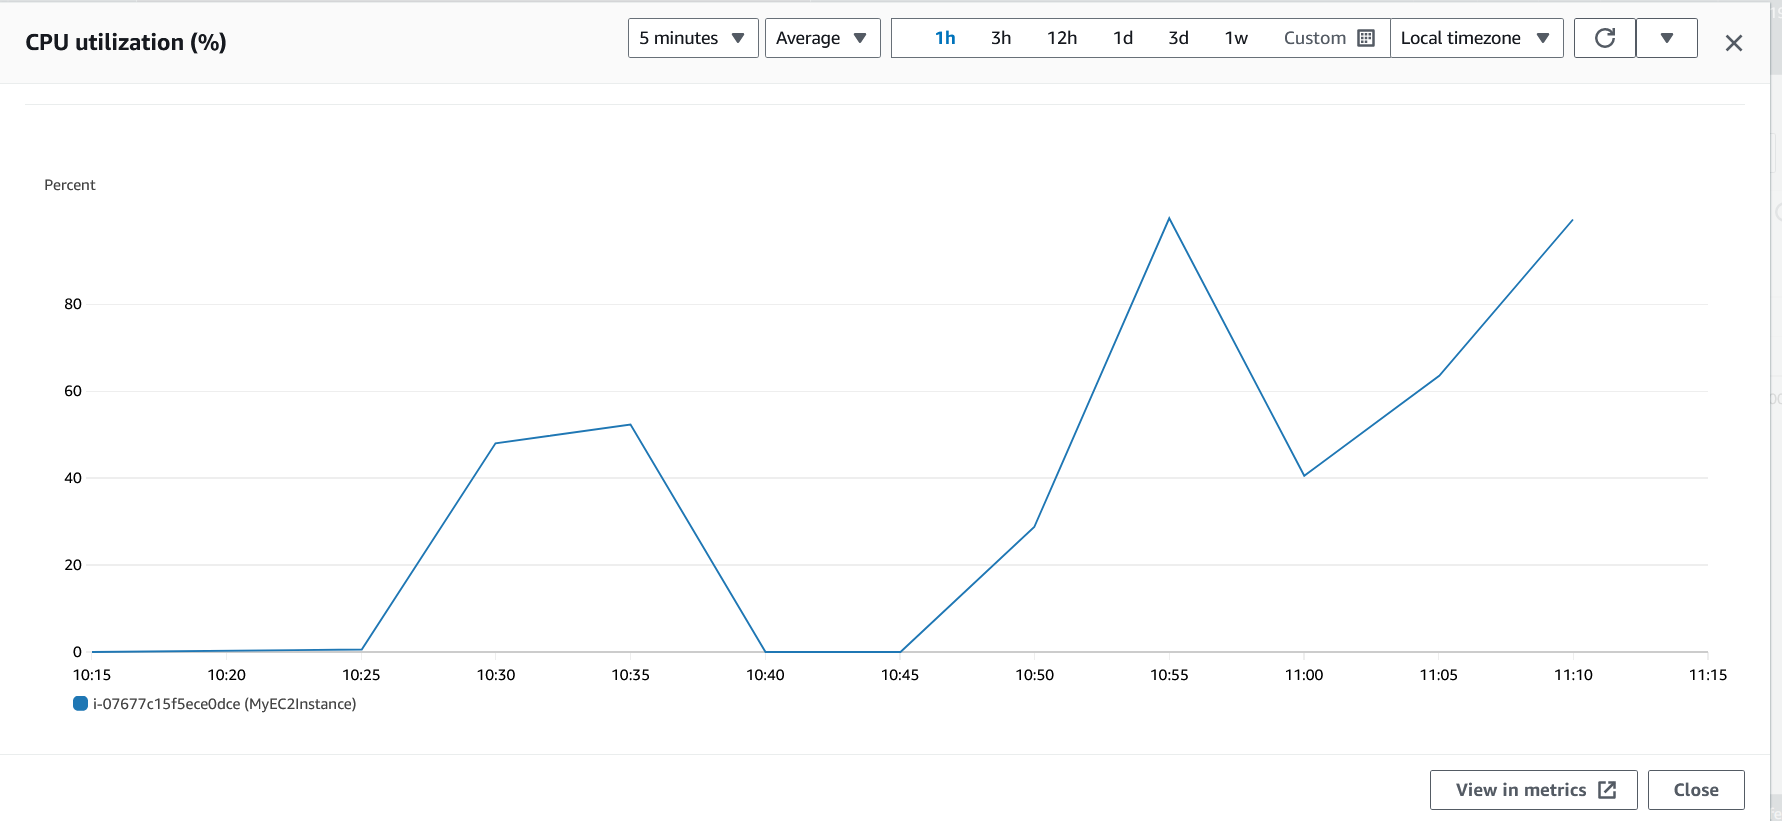 CPU utilization (%)
5 minutes Average 1h 3h 12h 1d 3d 1w Custom Local timezone
Percent
80
60
40
20
0
10:15 10:20 10:25 10:30 10:35 10:40 10:45 10:50 10:55 11:00 11:05 11:10 11:15
i-07677c15f5ece0dce (MyEC2Instance)
View in metrics Close